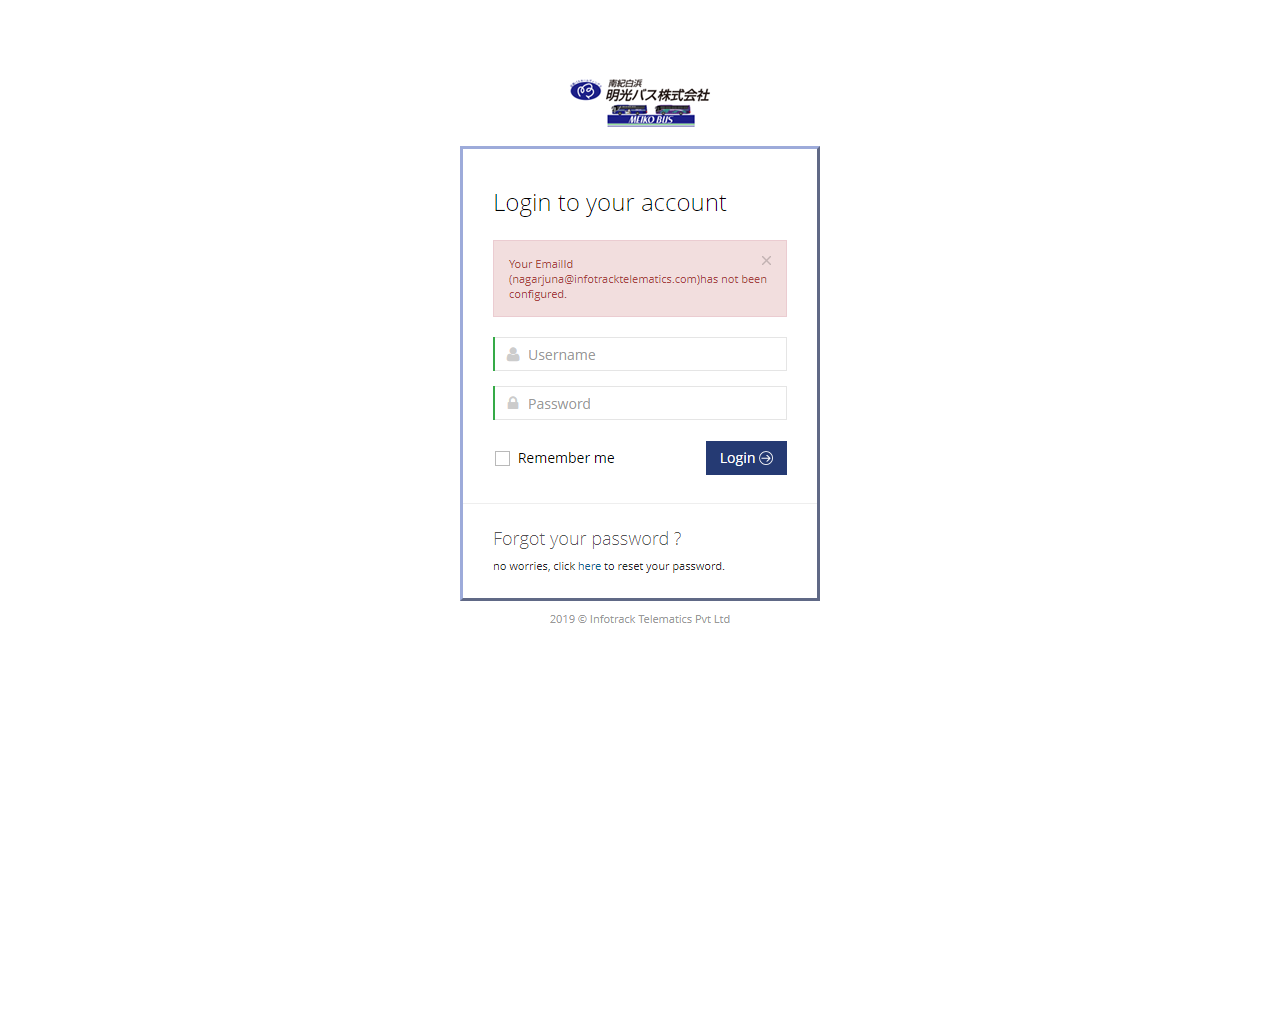 南紀白浜
明光バス株式会社
MEIKO BUS
Login to your account
Your EmailId
(nagarjuna@infotracktelematics.com)has not been
configured.
Username
Password
Remember me
Login
Forgot your password ?
no worries, click here to reset your password.
2019 © Infotrack Telematics Pvt Ltd